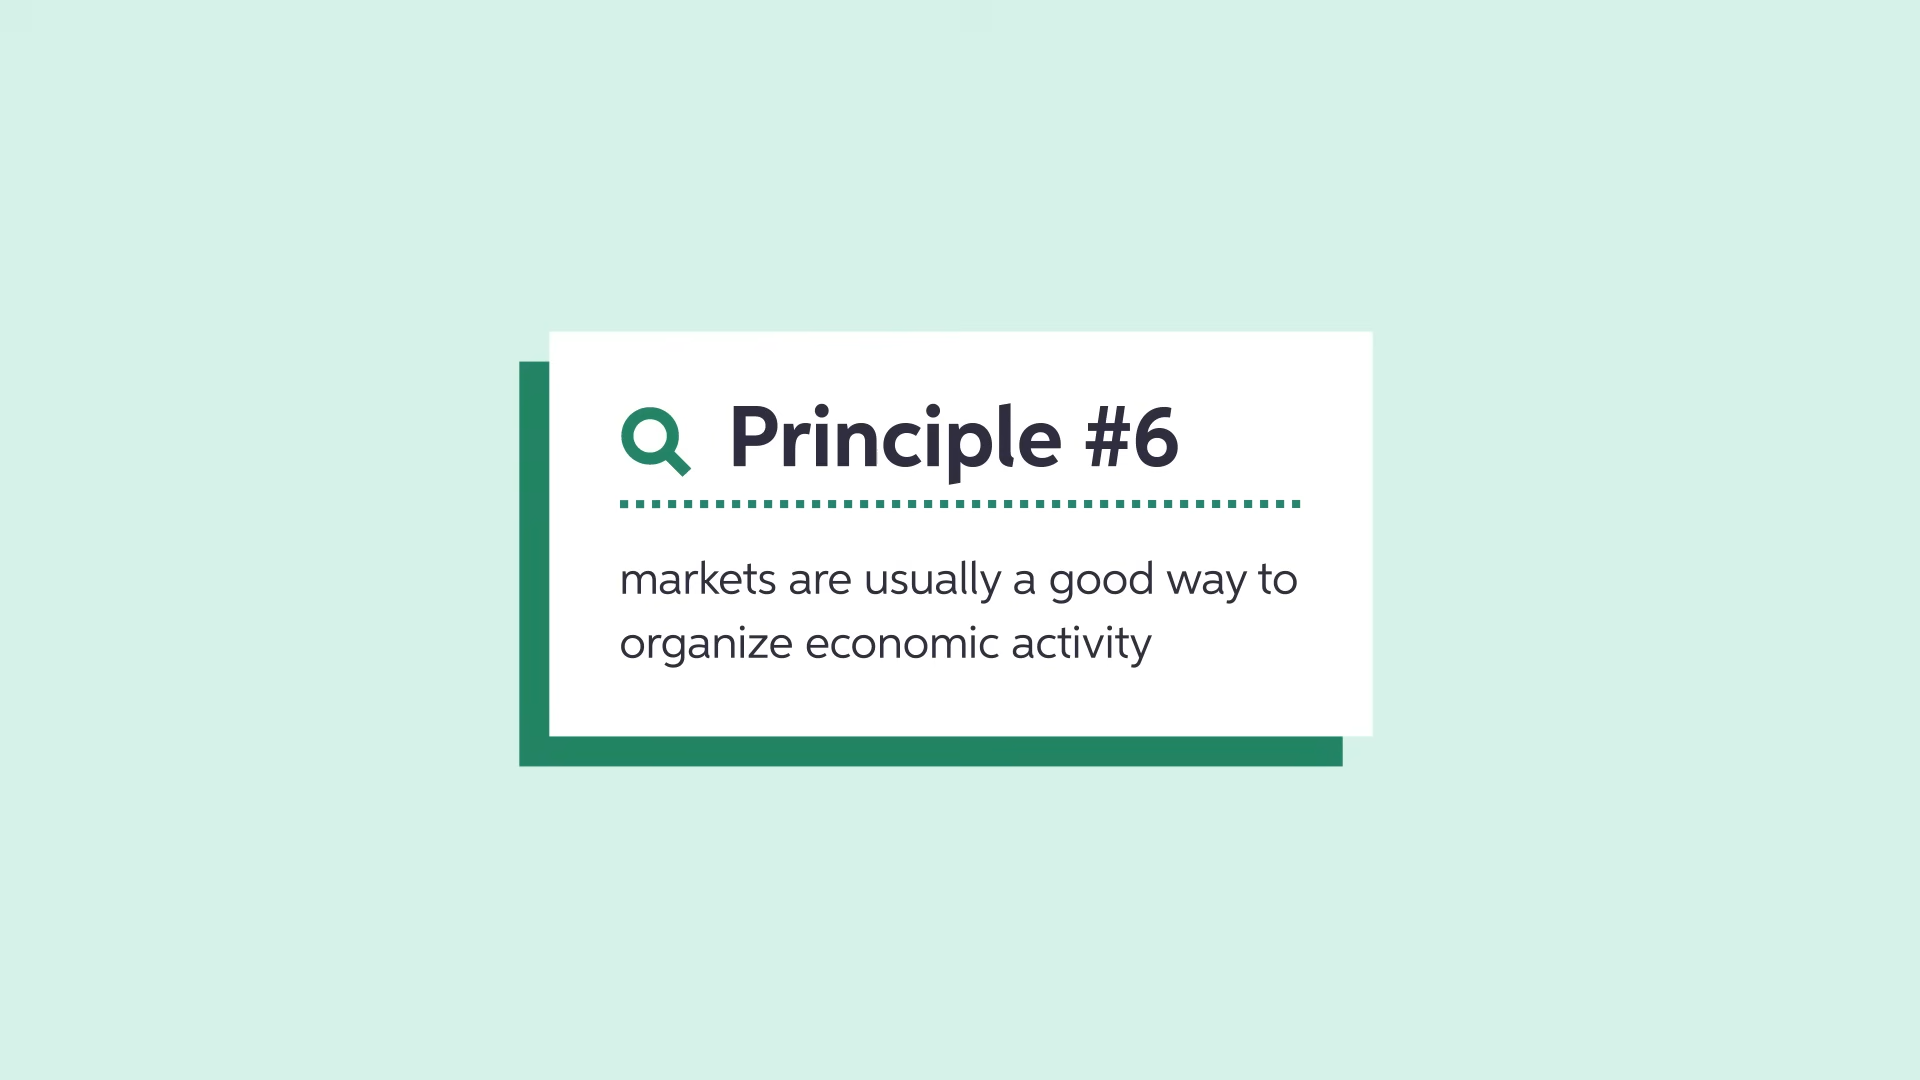 Principle #6
markets are usually a good way to
organize economic activity